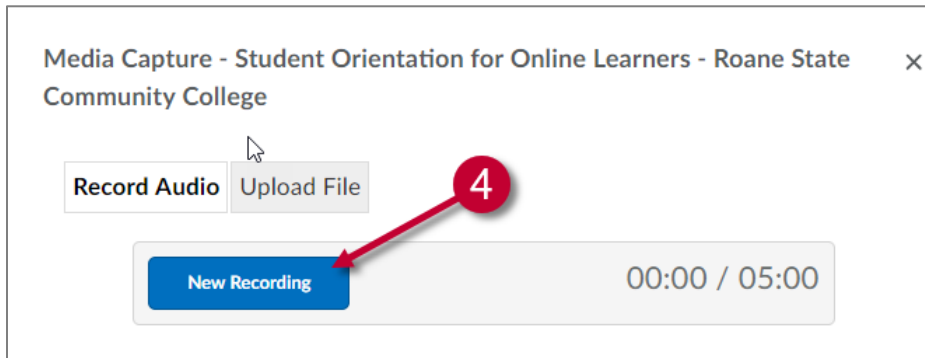 Media Capture - Student Orientation for Online Learners - Roane State
Community College
×
Record Audio Upload File
4
New Recording 00:00 / 05:00